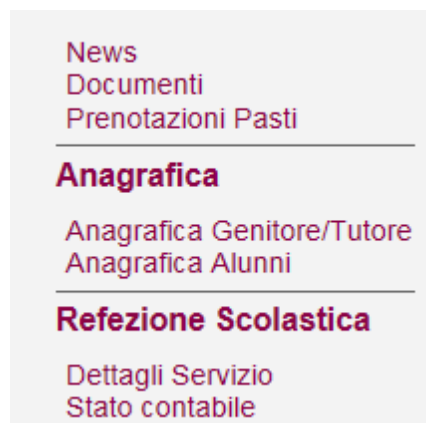 News
Documenti
Prenotazioni Pasti
Anagrafica
Anagrafica Genitore/Tutore
Anagrafica Alunni
Refezione Scolastica
Dettagli Servizio
Stato contabile